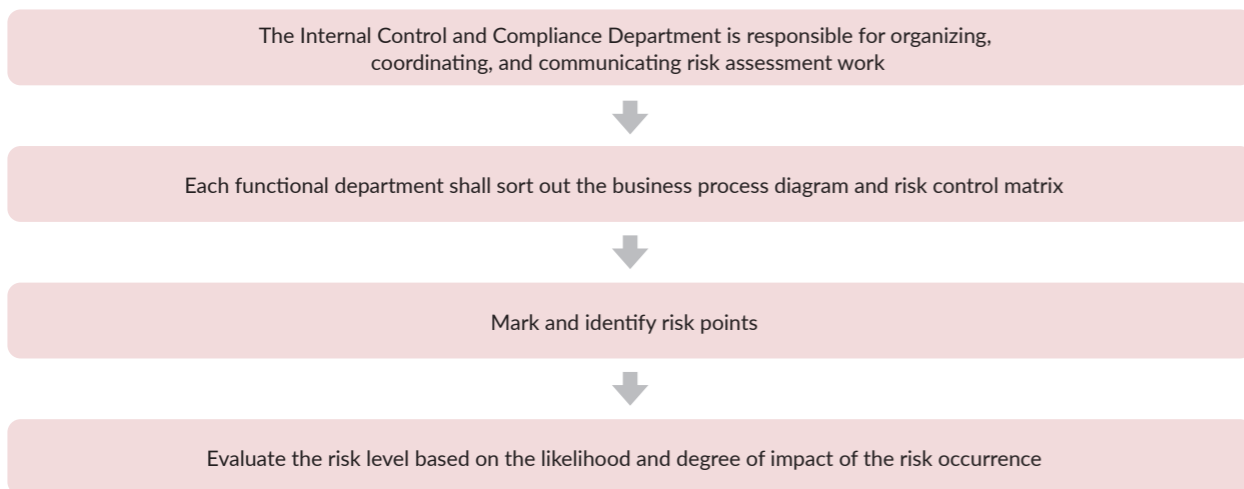 The Internal Control and Compliance Department is responsible for organizing,
coordinating, and communicating risk assessment work
Each functional department shall sort out the business process diagram and risk control matrix
Mark and identify risk points
Evaluate the risk level based on the likelihood and degree of impact of the risk occurrence